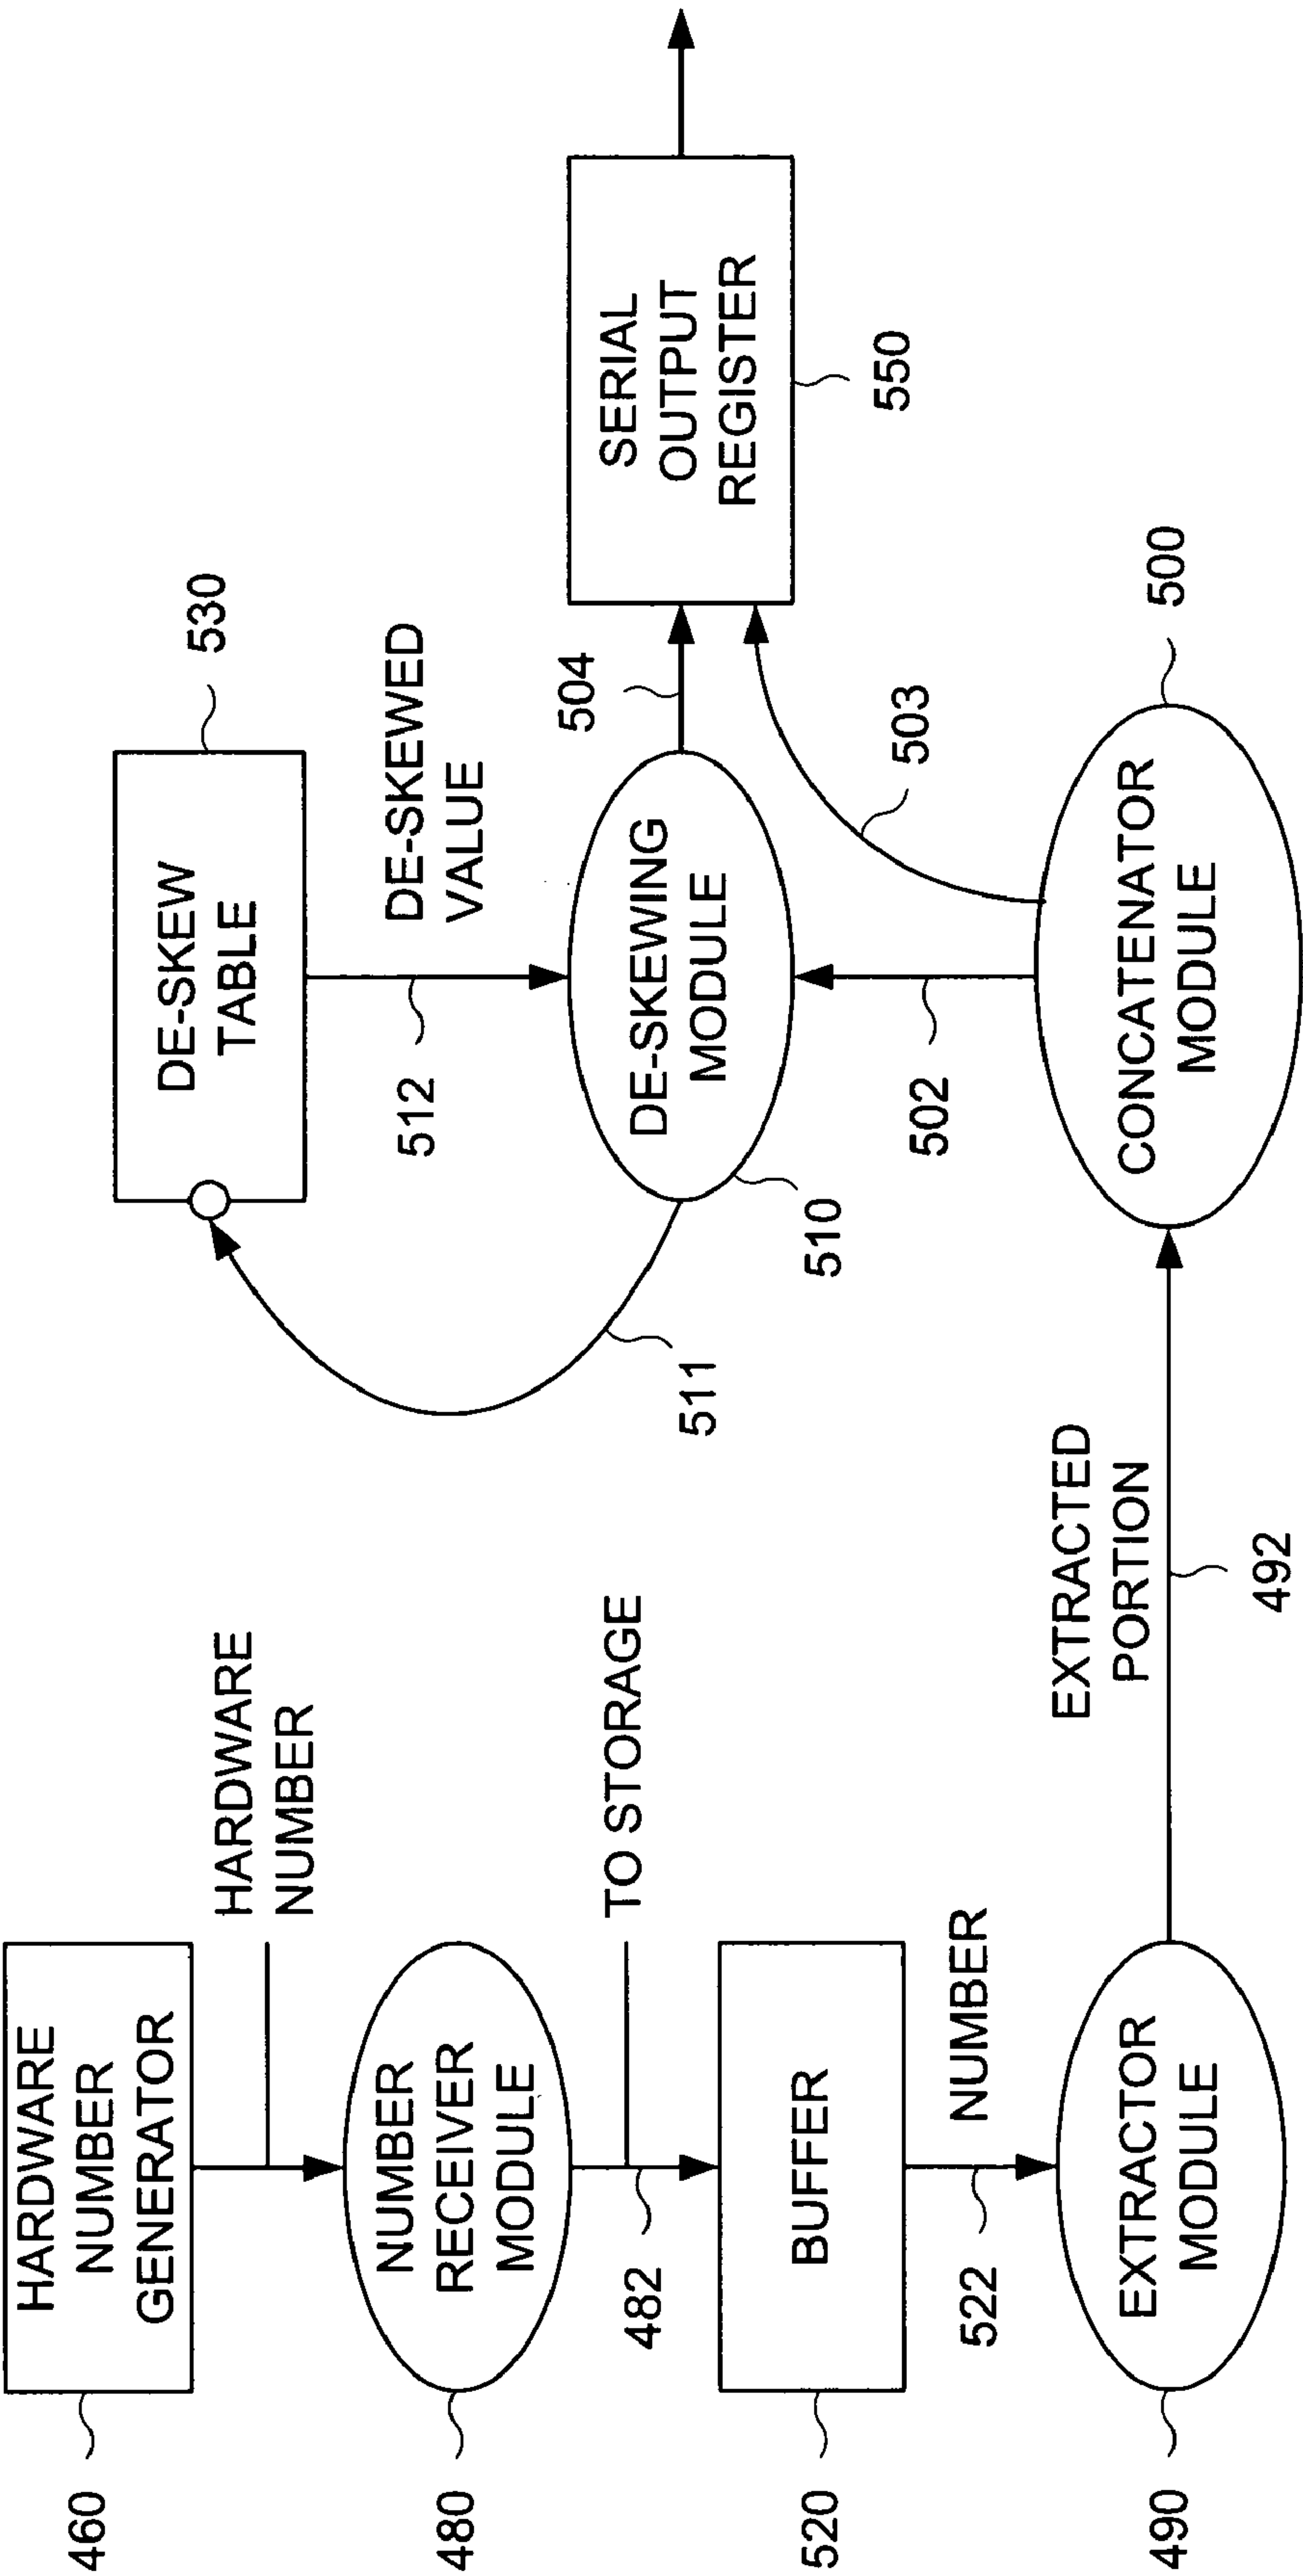 460
HARDWARE
NUMBER
GENERATOR
HARDWARE
NUMBER
480
NUMBER
RECEIVER
MODULE
482
TO STORAGE
520
BUFFER
522
NUMBER
490
EXTRACTOR
MODULE
EXTRACTED
PORTION
492
530
DE-SKEW
TABLE
511
512
DE-SKEWED
VALUE
510
DE-SKEWING
MODULE
504
502
503
CONCATENATOR
MODULE
500
SERIAL
OUTPUT
REGISTER
550